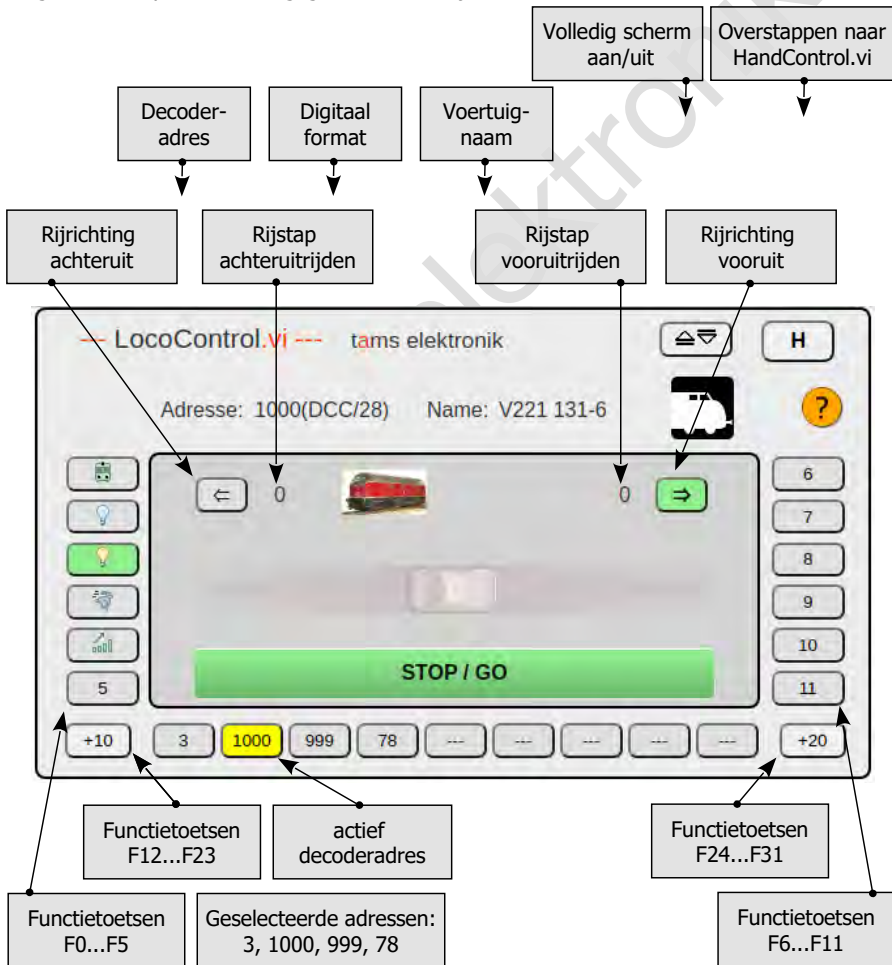 Volledig scherm
aan/uit
Overstappen naar
HandControl.vi
Decoder-
adres
Digitaal
format
Voertuig-
naam
Rijrichting
achteruit
Rijstap
achteruitrijden
Rijstap
vooruitrijden
Rijrichting
vooruit
--- LocoControl.vi --- tams elektronik
H
Adresse: 1000(DCC/28) Name: V221 131-6
?
⇐ 0
0 ⇒
6
7
8
9
10
5
11
STOP / GO
+10 3 1000 999 78 --- --- --- --- --- +20
Functietoetsen
F12...F23
actief
decoderadres
Functietoetsen
F24...F31
Functietoetsen
F0...F5
Geselecteerde adressen:
3, 1000, 999, 78
Functietoetsen
F6...F11